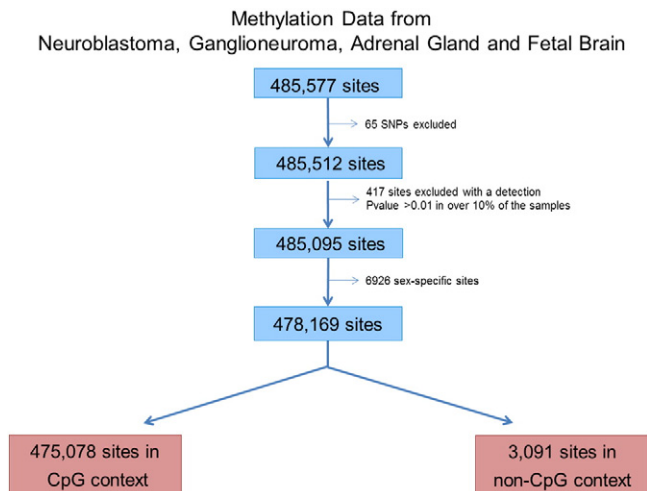 Methylation Data from
Neuroblastoma, Ganglioneuroma, Adrenal Gland and Fetal Brain
485,577 sites
65 SNPs excluded
485,512 sites
417 sites excluded with a detection
Pvalue >0.01 in over 10% of the samples
485,095 sites
6926 sex-specific sites
478,169 sites
475,078 sites in
CpG context
3,091 sites in
non-CpG context